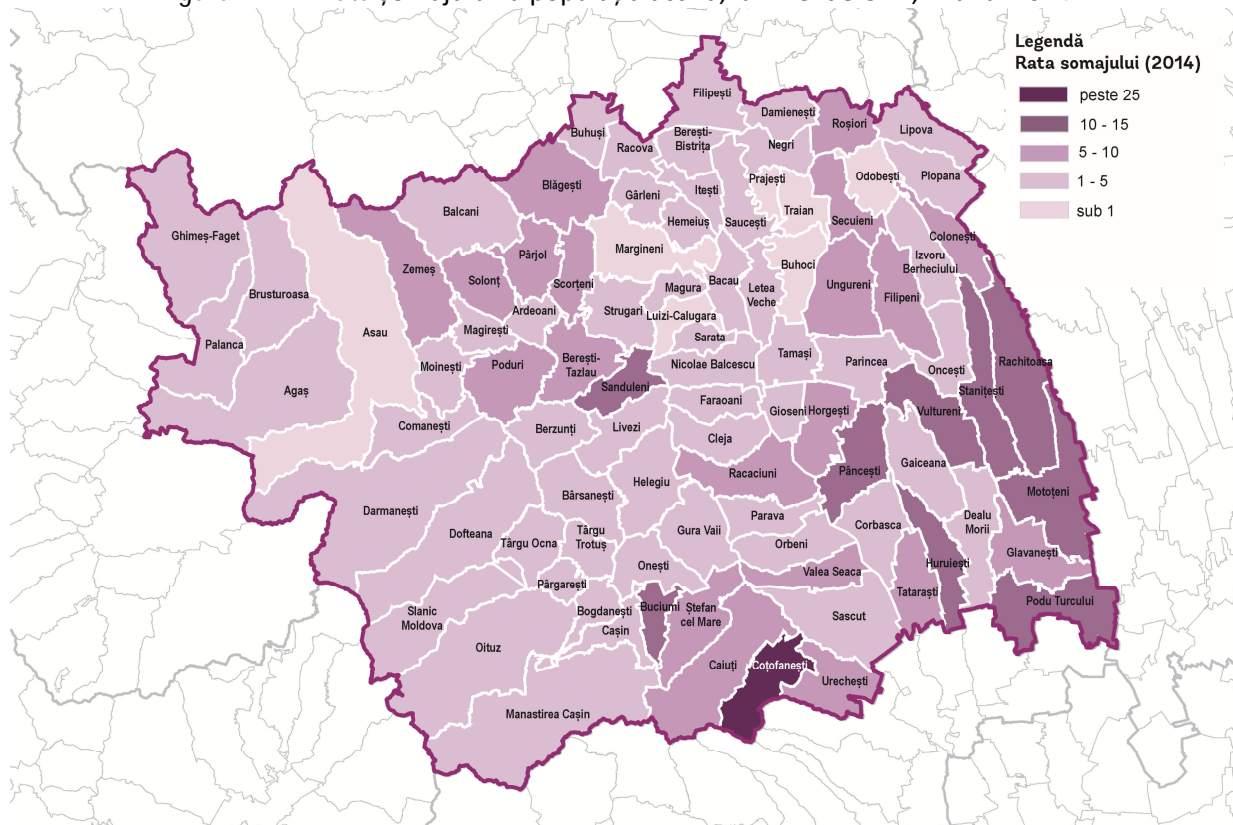 Legendă
Rata somajului (2014)
peste 25
10 - 15
5 - 10
1 - 5
sub 1
Filipești
Damienești
Roșiori
Lipova
Buhuși
Racova
Berești-
Bistrița
Negri
Plopana
Blăgești
Gârleni
Itești
Prajești
Odobești
Balcani
Hemeiuș
Saucești
Traian
Secuieni
Ghimeș-Faget
Colonești
Margineni
Pârjol
Izvoru
Berheciului
Zemeș
Solonț
Scorțeni
Magura
Bacau
Letea
Veche
Buhoci
Ungureni
Filipeni
Brusturoasa
Ardeoani
Strugari
Luizi-Calugara
Asau
Magirești
Sarata
Palanca
Moinești
Poduri
Berești-
Tazlau
Nicolae Balcescu
Tamași
Parincea
Oncești
Rachitoasa
Sanduleni
Agaș
Stanițești
Faraoani
Gioseni
Horgești
Vultureni
Comanești
Berzunți
Livezi
Cleja
Racaciuni
Pâncești
Gaiceana
Helegiu
Bârsanești
Motoțeni
Darmanești
Parava
Corbasca
Dealu
Morii
Dofteana
Târgu Ocna
Târgu
Trotuș
Gura Vaii
Orbeni
Glavanești
Onești
Valea Seaca
Huruiești
Pârgarești
Tatarași
Podu Turcului
Slanic
Moldova
Bogdanești
Buciumi
Ștefan
cel Mare
Sascut
Cașin
Oituz
Caiuți
Coțofanești
Urechești
Manastirea Cașin